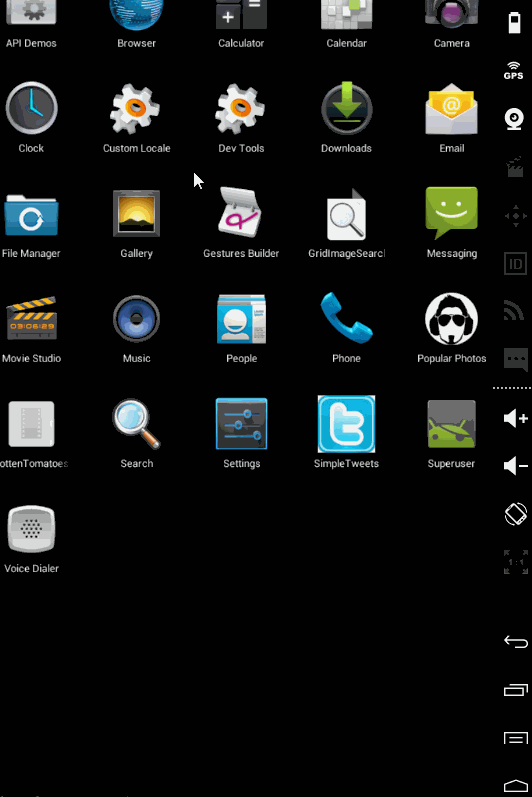 API Demos
Browser
Calculator
Calendar
Camera
GPS
Clock
Custom Locale
Dev Tools
Downloads
Email
File Manager
Gallery
Gestures Builder
GridImageSearc
Messaging
ID
03:06:29
Movie Studio
Music
People
Phone
Popular Photos
ottenTomatoes
Search
Settings
SimpleTweets
Superuser
1:1
Voice Dialer